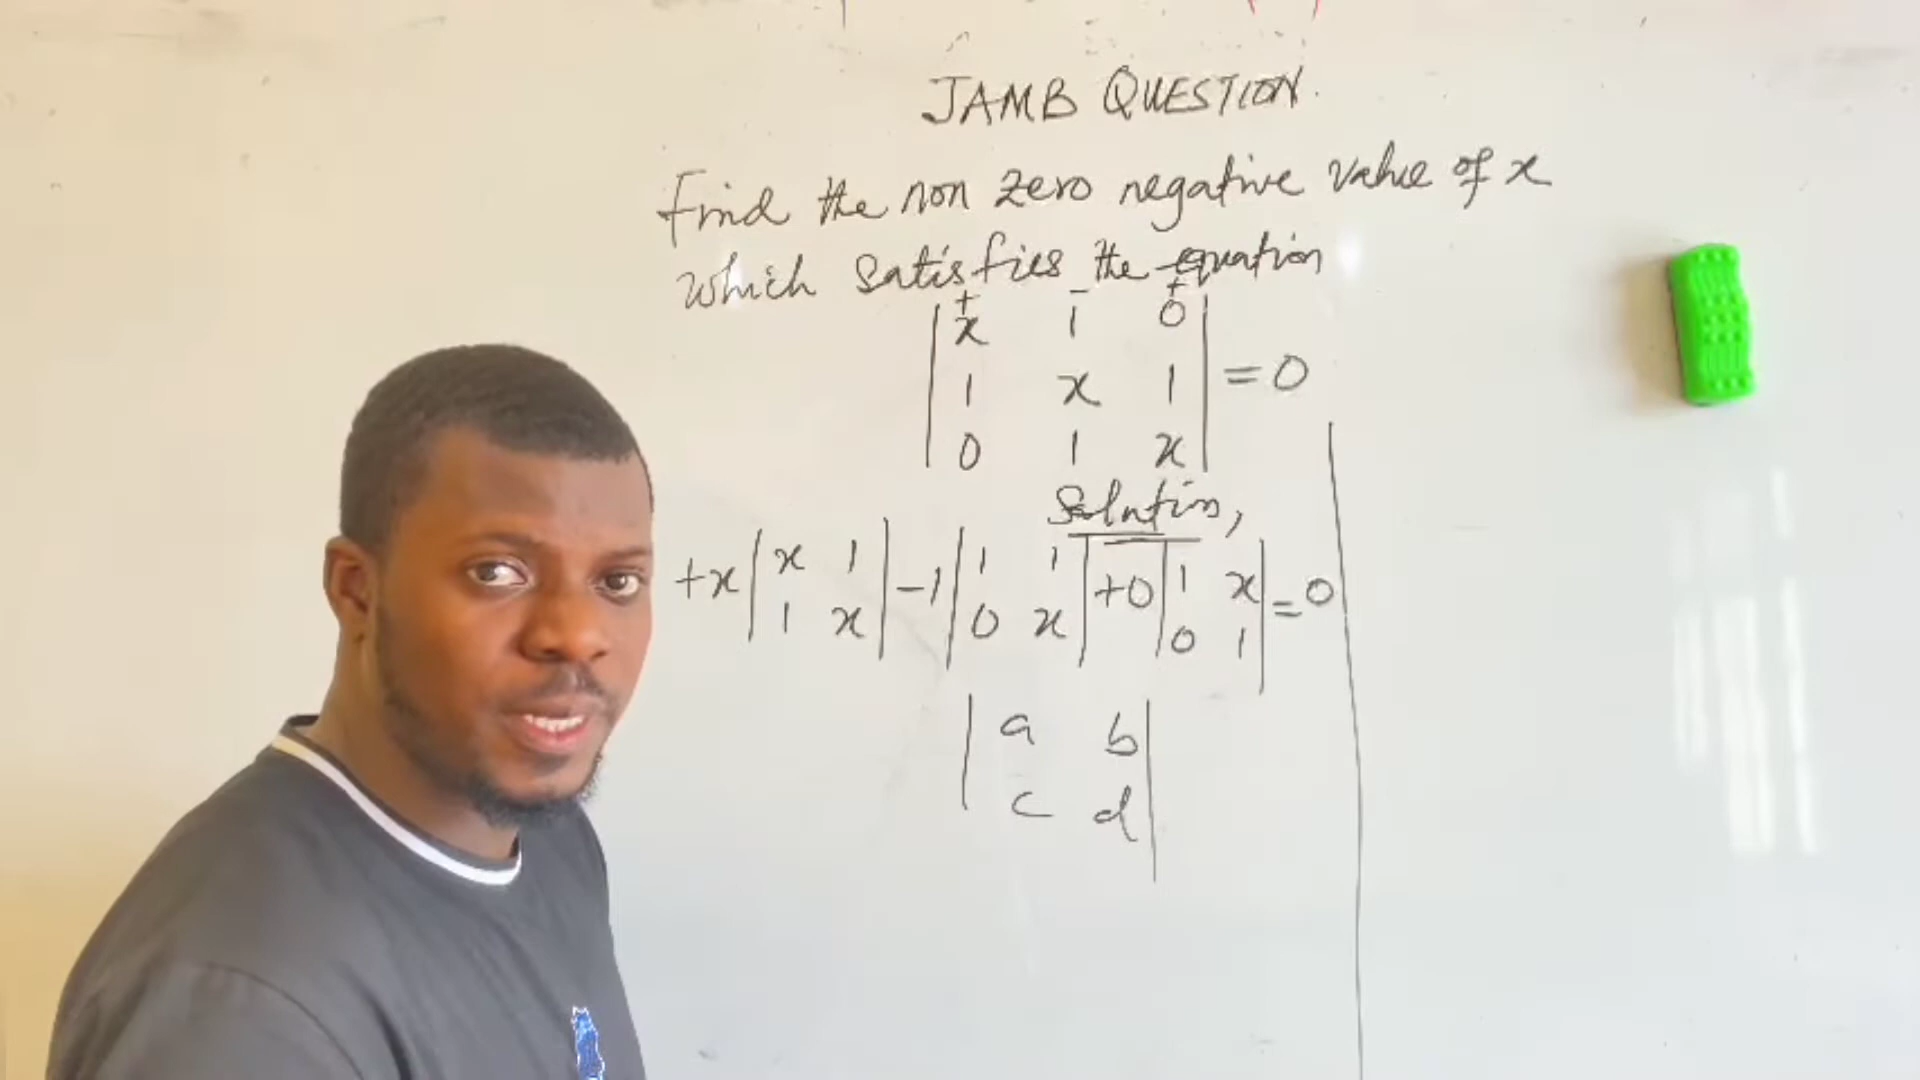 JAMB QUESTION.
Find the non zero negative value of x
which satisfies the equation
+ - +
| x 1 0 |
| 1 x 1 | = 0
| 0 1 x |
Solution,
+x | x 1 | -1 | 1 1 | +0 | 1 x | = 0
| 1 x | | 0 x | | 0 1 |
| a b |
| c d |